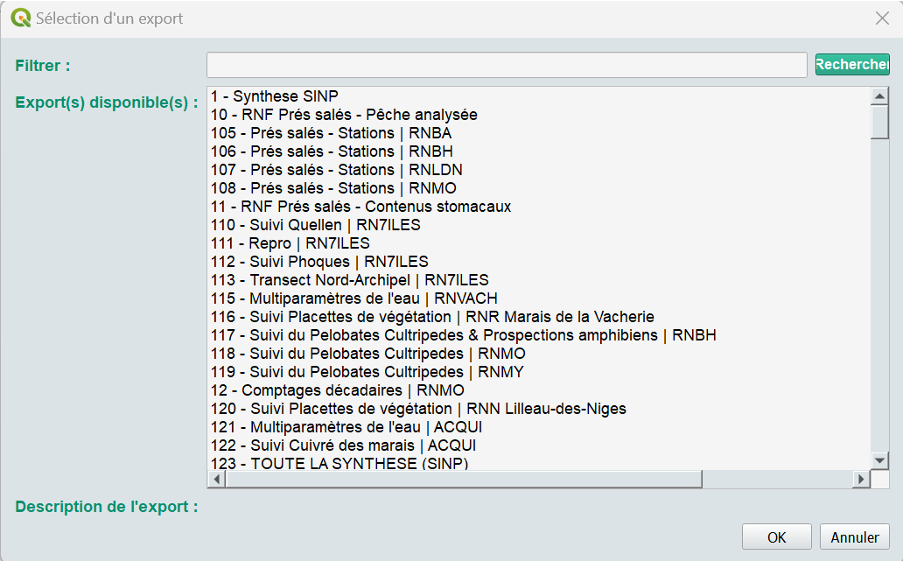 Sélection d'un export
Filtrer :
Rechercher
Export(s) disponible(s) :
1 - Synthese SINP
10 - RNF Prés salés - Pêche analysée
105 - Prés salés - Stations | RNBA
106 - Prés salés - Stations | RNBH
107 - Prés salés - Stations | RNLDN
108 - Prés salés - Stations | RNMO
11 - RNF Prés salés - Contenus stomacaux
110 - Suivi Quellen | RN7ILES
111 - Repro | RN7ILES
112 - Suivi Phoques | RN7ILES
113 - Transect Nord-Archipel | RN7ILES
115 - Multiparamètres de l'eau | RNVACH
116 - Suivi Placettes de végétation | RNR Marais de la Vacherie
117 - Suivi du Pelobates Cultripedes & Prospections amphibiens | RNBH
118 - Suivi du Pelobates Cultripedes | RNMO
119 - Suivi du Pelobates Cultripedes | RNMY
12 - Comptages décadaires | RNMO
120 - Suivi Placettes de végétation | RNN Lilleau-des-Niges
121 - Multiparamètres de l'eau | ACQUI
122 - Suivi Cuivré des marais | ACQUI
123 - TOUTE LA SYNTHESE (SINP)
Description de l'export :
OK
Annuler